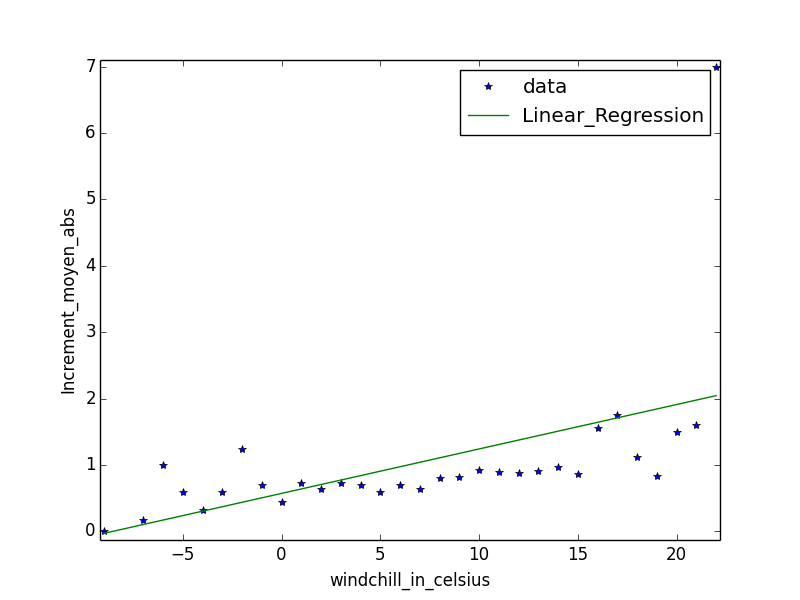 7
6
5
4
3
2
1
0
Increment_moyen_abs
data
Linear_Regression
−5 0 5 10 15 20
windchill_in_celsius